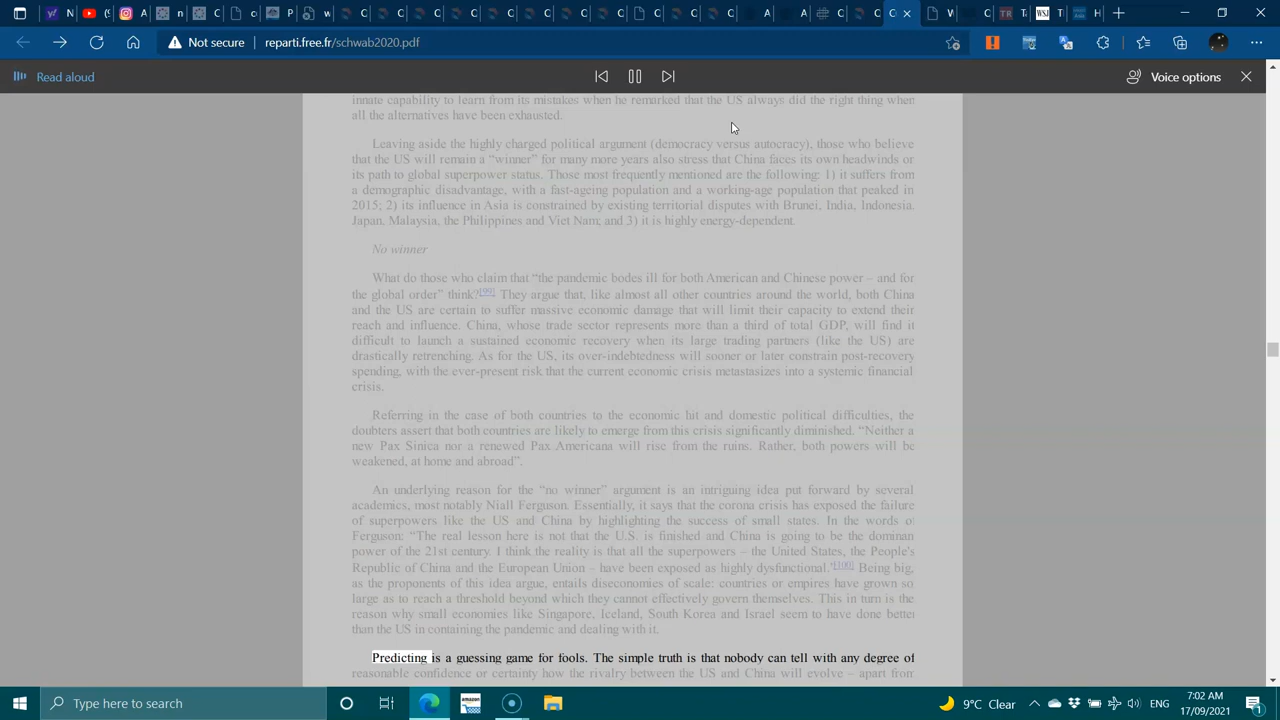 Not secure
reparti.free.fr/schwab2020.pdf
Read aloud
Voice options
innate capability to learn from its mistakes when he remarked that the US always did the right thing when
all the alternatives have been exhausted.
Leaving aside the highly charged political argument (democracy versus autocracy), those who believe
that the US will remain a “winner” for many more years also stress that China faces its own headwinds on
its path to global superpower status. Those most frequently mentioned are the following: 1) it suffers from
a demographic disadvantage, with a fast-ageing population and a working-age population that peaked in
2015; 2) its influence in Asia is constrained by existing territorial disputes with Brunei, India, Indonesia,
Japan, Malaysia, the Philippines and Viet Nam; and 3) it is highly energy-dependent.
No winner
What do those who claim that “the pandemic bodes ill for both American and Chinese power – and for
the global order” think?[99] They argue that, like almost all other countries around the world, both China
and the US are certain to suffer massive economic damage that will limit their capacity to extend their
reach and influence. China, whose trade sector represents more than a third of total GDP, will find it
difficult to launch a sustained economic recovery when its large trading partners (like the US) are
drastically retrenching. As for the US, its over-indebtedness will sooner or later constrain post-recovery
spending, with the ever-present risk that the current economic crisis metastasizes into a systemic financial
crisis.
Referring in the case of both countries to the economic hit and domestic political difficulties, the
doubters assert that both countries are likely to emerge from this crisis significantly diminished. “Neither a
new Pax Sinica nor a renewed Pax Americana will rise from the ruins. Rather, both powers will be
weakened, at home and abroad”.
An underlying reason for the “no winner” argument is an intriguing idea put forward by several
academics, most notably Niall Ferguson. Essentially, it says that the corona crisis has exposed the failure
of superpowers like the US and China by highlighting the success of small states. In the words of
Ferguson: “The real lesson here is not that the U.S. is finished and China is going to be the dominan
power of the 21st century. I think the reality is that all the superpowers – the United States, the People's
Republic of China and the European Union – have been exposed as highly dysfunctional.”[100] Being big,
as the proponents of this idea argue, entails diseconomies of scale: countries or empires have grown so
large as to reach a threshold beyond which they cannot effectively govern themselves. This in turn is the
reason why small economies like Singapore, Iceland, South Korea and Israel seem to have done better
than the US in containing the pandemic and dealing with it.
Predicting is a guessing game for fools. The simple truth is that nobody can tell with any degree of
reasonable confidence or certainty how the rivalry between the US and China will evolve – apart from
Type here to search
9°C Clear
ENG
7:02 AM
17/09/2021